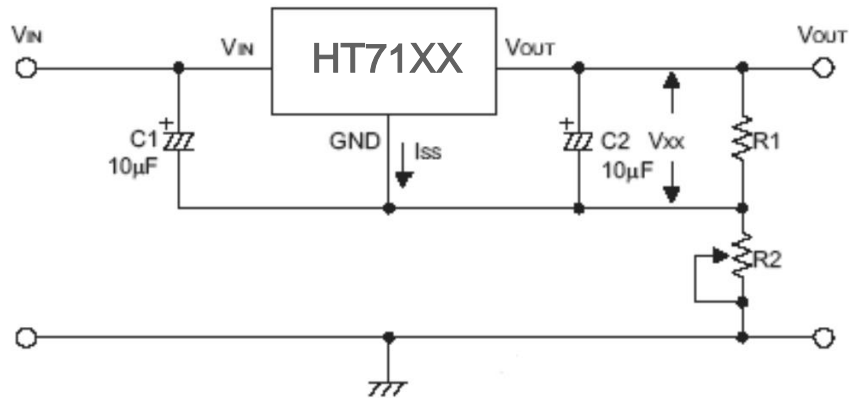 VIN
VIN
HT71XX
VOUT
VOUT
C1
10μF
+
GND
ISS
+
C2
10μF
VXX
R1
R2